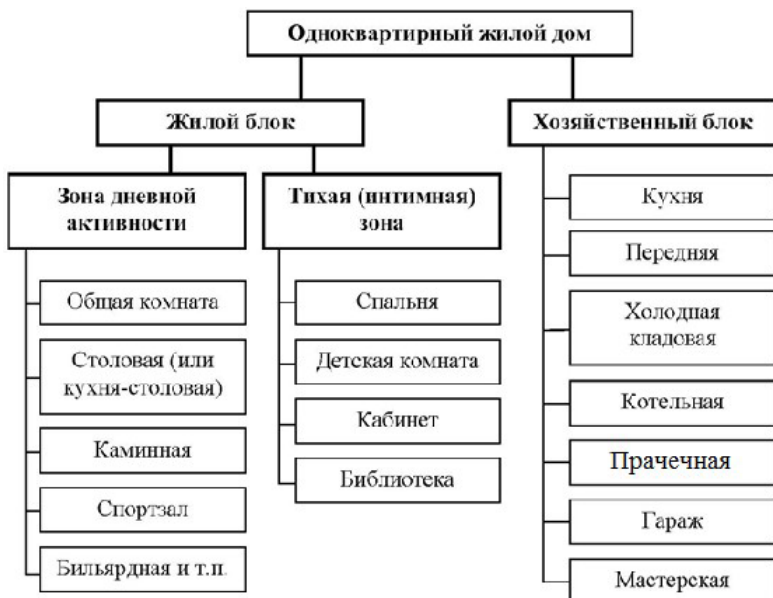 Одноквартирный жилой дом
Жилой блок
Хозяйственный блок
Зона дневной
активности
Тихая (интимная)
зона
Общая комната
Столовая (или
кухня-столовая)
Каминная
Спортзал
Бильярдная и т.п.
Спальня
Детская комната
Кабинет
Библиотека
Кухня
Передняя
Холодная
кладовая
Котельная
Прачечная
Гараж
Мастерская